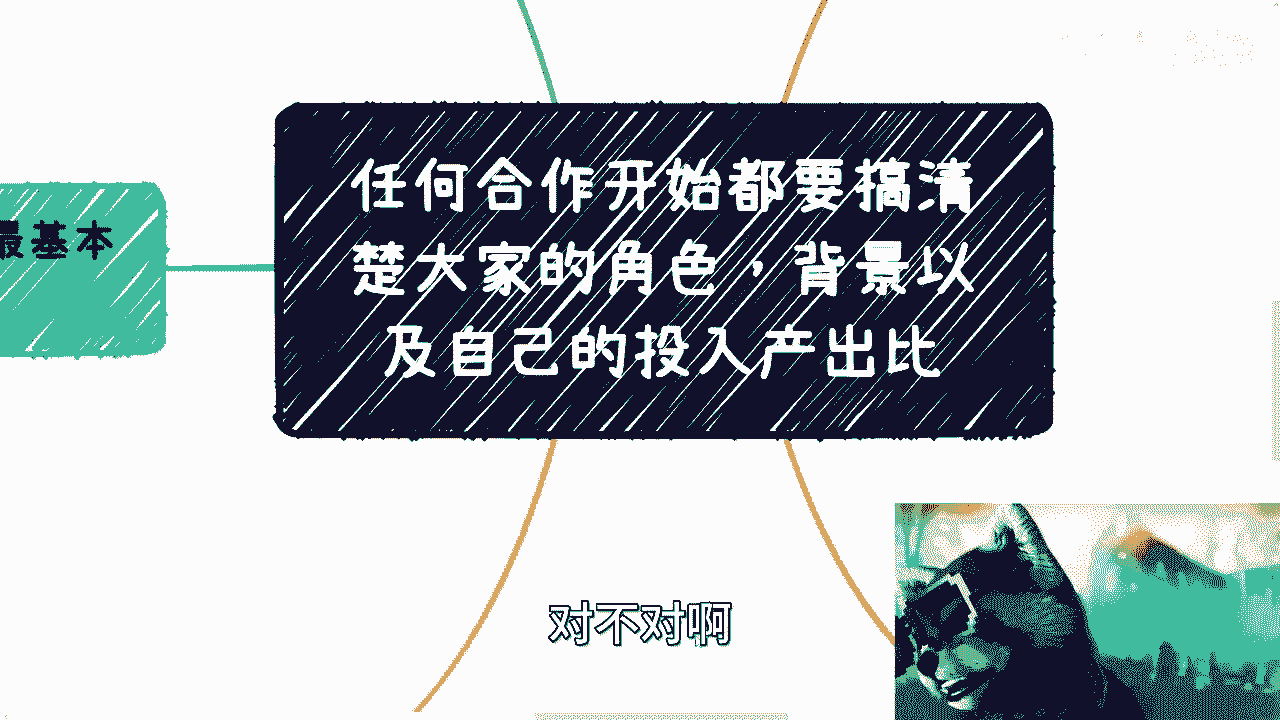 最基本
任何合作开始都要搞清
楚大家的角色，背景以
及自己的投入产出比
对不对啊